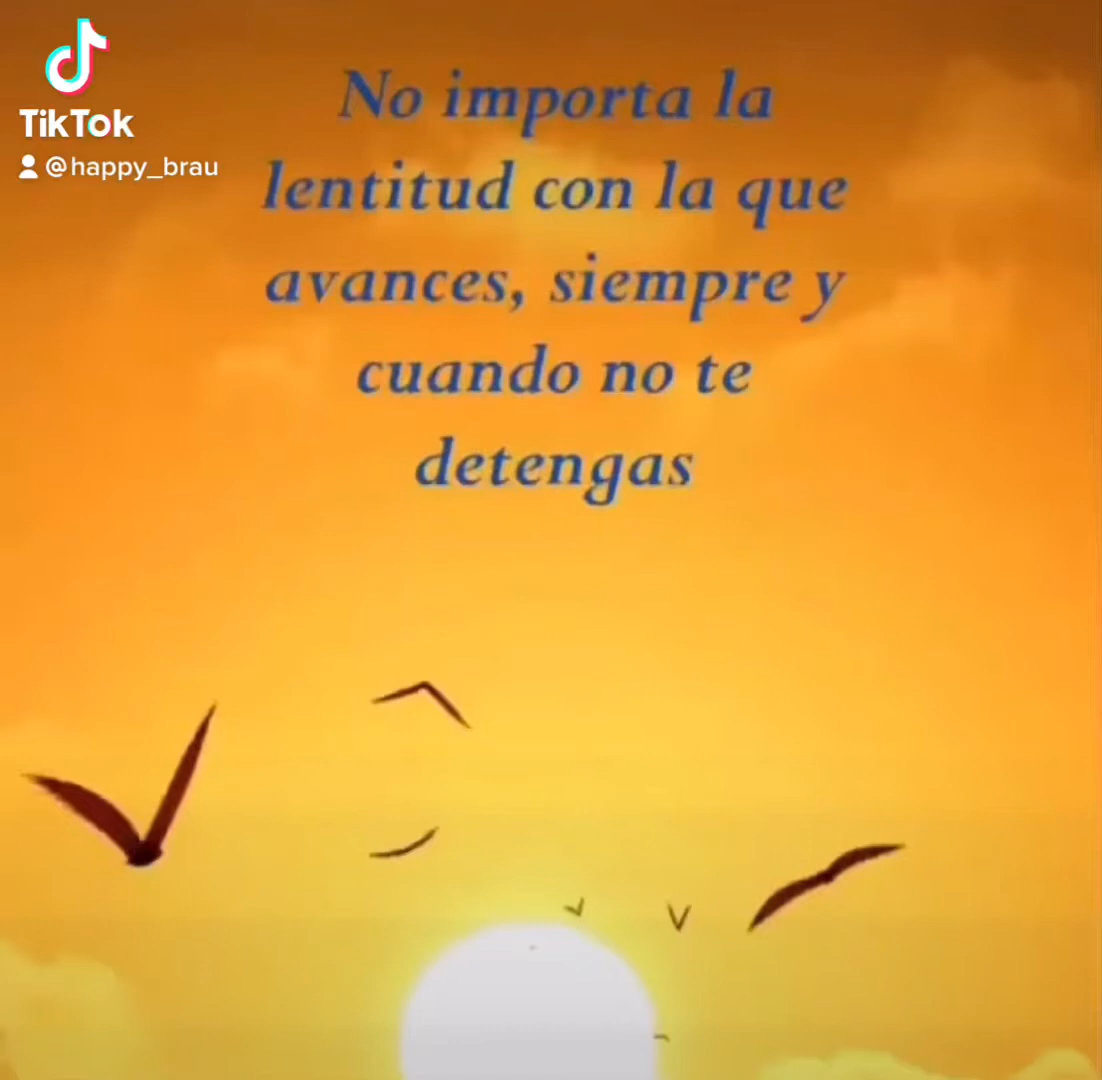 TikTok
@happy_brau
No importa la
lentitud con la que
avances, siempre y
cuando no te
detengas